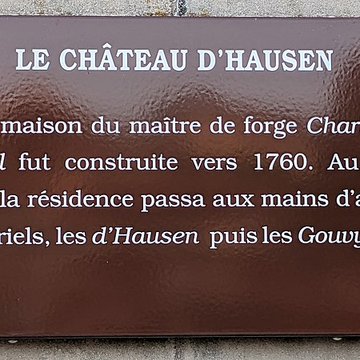 LE CHÂTEAU D'HAUSEN
maison du maître de forge Char
l fut construite vers 1760. Au
la résidence passa aux mains d'a
riels, les d'Hausen puis les Gouvy